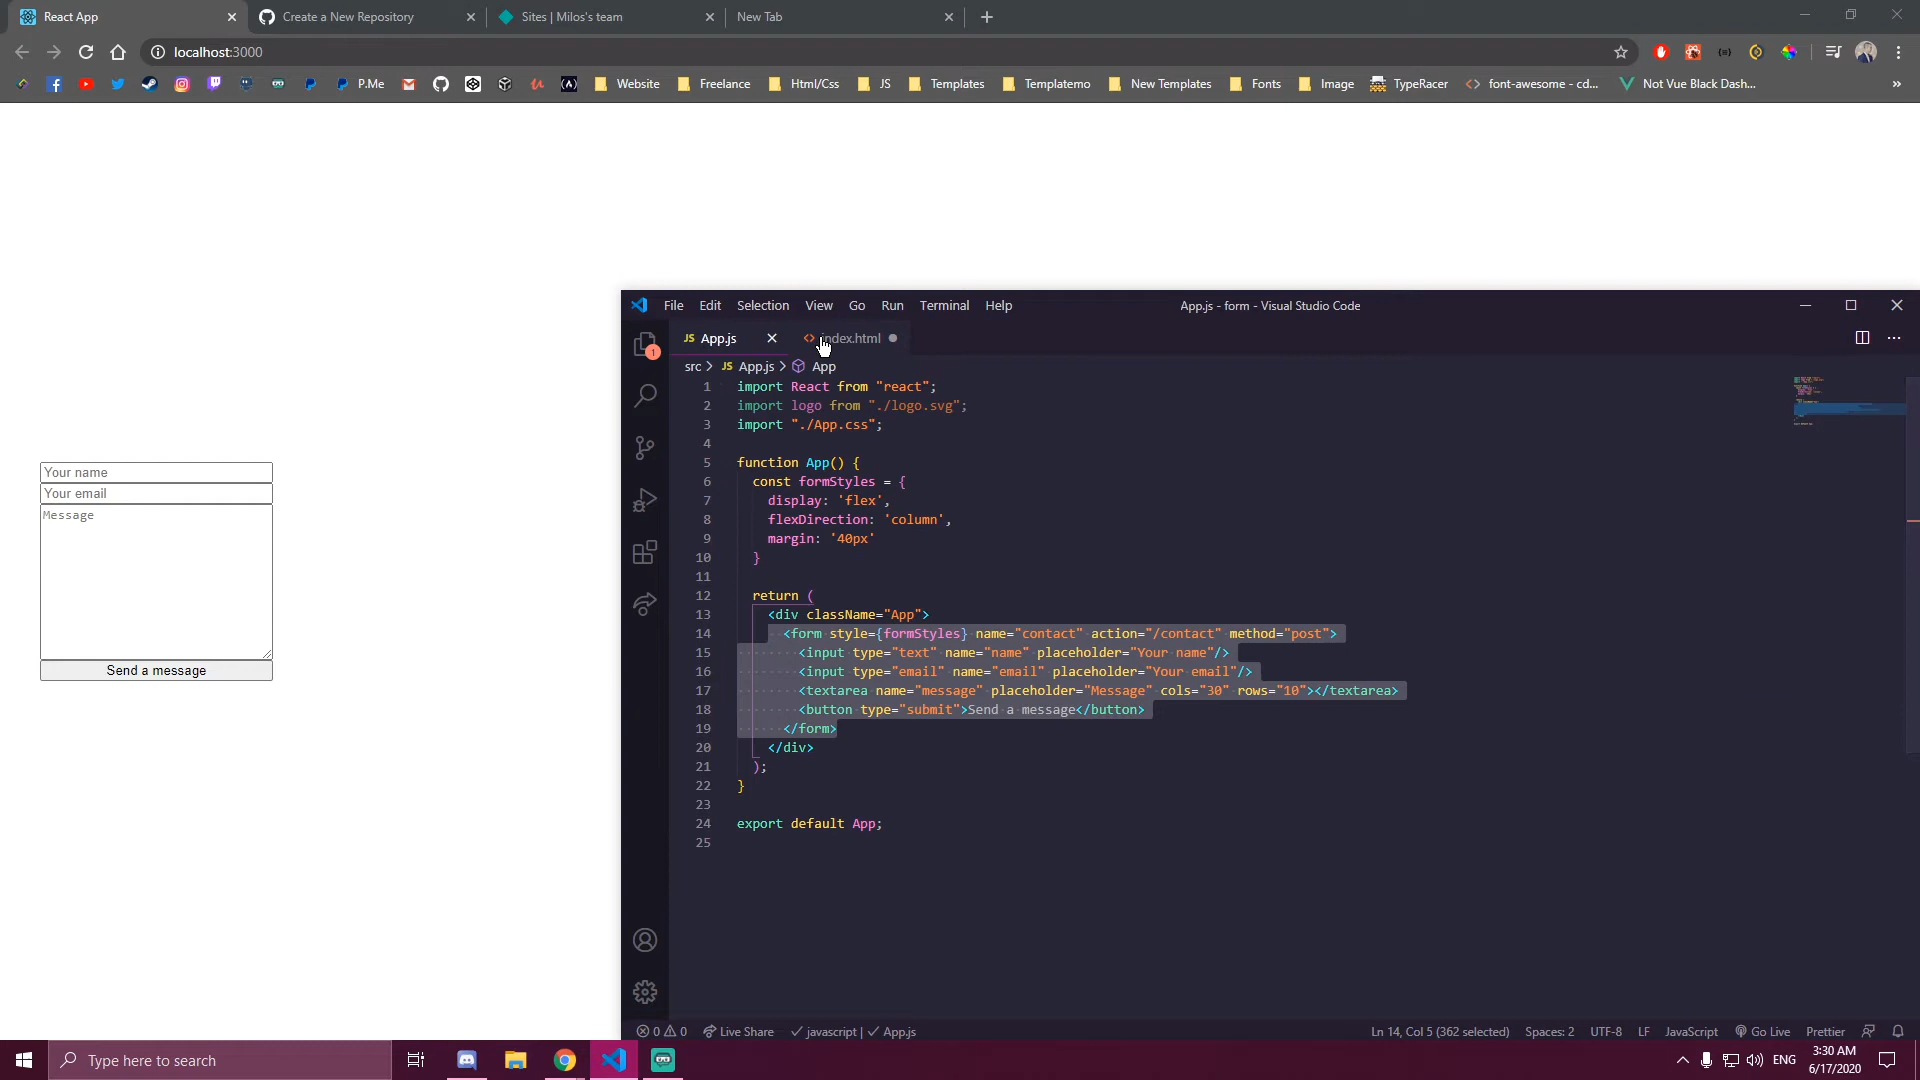 React App
Create a New Repository
Sites | Milos's team
New Tab
localhost:3000
P.Me
Website
Freelance
Html/Css
JS
Templates
Templatemo
New Templates
Fonts
Image
TypeRacer
font-awesome - cd...
Not Vue Black Dash...
»
Your name
Your email
Message
Send a message
File Edit Selection View Go Run Terminal Help
App.js - form - Visual Studio Code
JS App.js
index.html
1
src > JS App.js > App
1 import React from "react";
2 import logo from "./logo.svg";
3 import "./App.css";
4
5 function App() {
6 const formStyles = {
7 display: 'flex',
8 flexDirection: 'column',
9 margin: '40px'
10 }
11
12 return (
13 <div className="App">
14 <form style={formStyles} name="contact" action="/contact" method="post">
15 <input type="text" name="name" placeholder="Your name"/>
16 <input type="email" name="email" placeholder="Your email"/>
17 <textarea name="message" placeholder="Message" cols="30" rows="10"></textarea>
18 <button type="submit">Send a message</button>
19 </form>
20 </div>
21 );
22 }
23
24 export default App;
25
0 0 Live Share javascript | App.js
Ln 14, Col 5 (362 selected) Spaces: 2 UTF-8 LF JavaScript Go Live Prettier
Type here to search
ENG
3:30 AM
6/17/2020